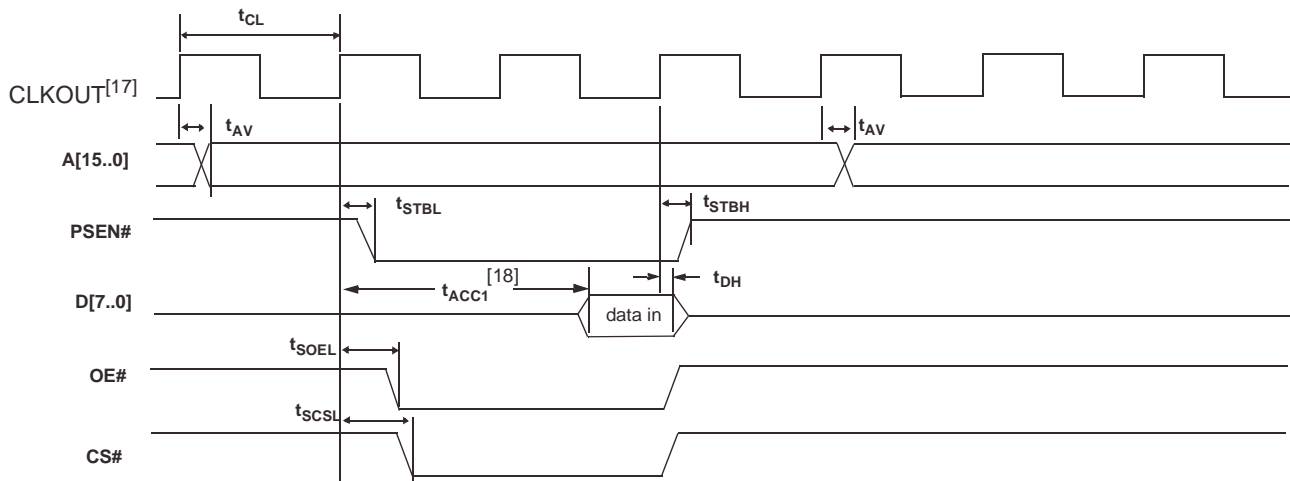 tCL
CLKOUT[17]
tAV
tAV
A[15..0]
tSTBL
tSTBH
PSEN#
[18]
tACC1
tDH
D[7..0]
data in
tSOEL
OE#
tSCSL
CS#